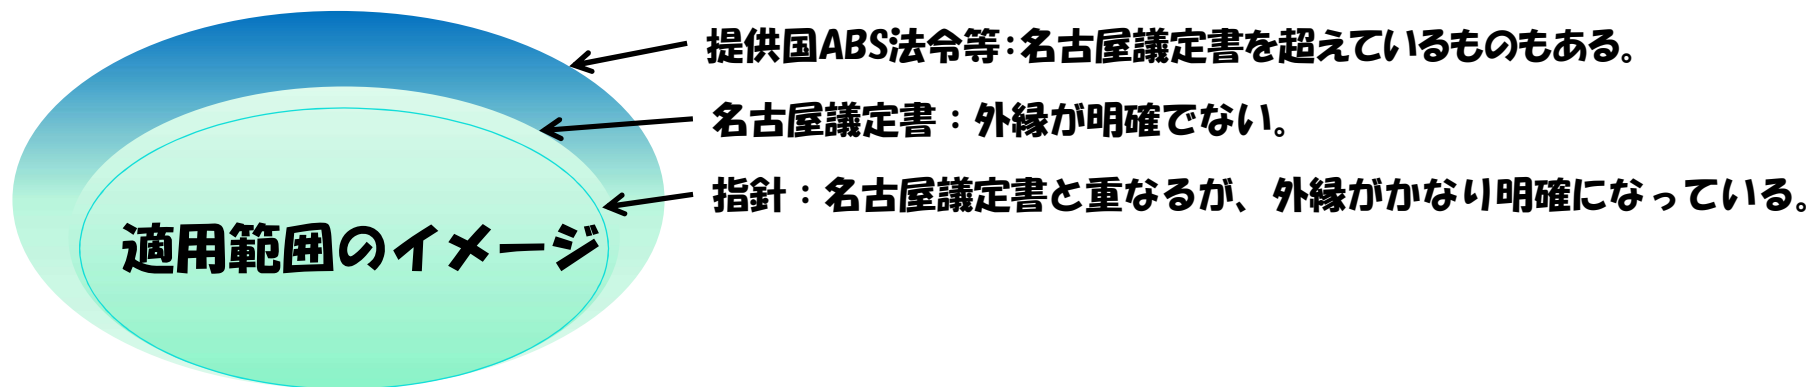 提供国ABS法令等:名古屋議定書を超えているものもある。
名古屋議定書：外縁が明確でない。
指針：名古屋議定書と重なるが、外縁がかなり明確になっている。
適用範囲のイメージ